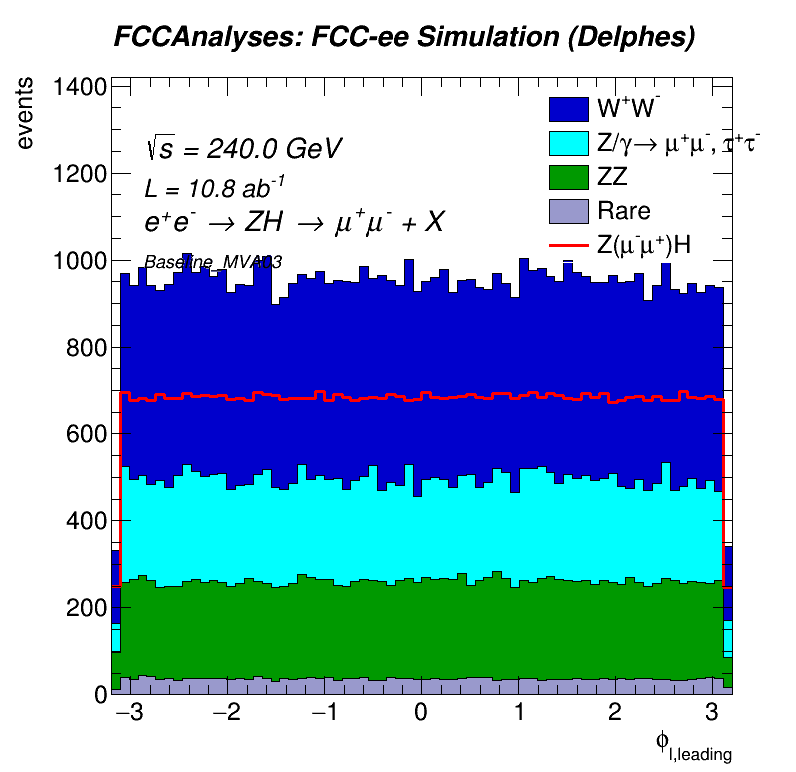 FCCAnalyses: FCC-ee Simulation (Delphes)
events
1400
1200
1000
800
600
400
200
0
√s = 240.0 GeV
L = 10.8 ab⁻¹
e⁺e⁻ → ZH → μ⁺μ⁻ + X
Baseline_MVA03
W⁺W⁻
Z/γ→ μ⁺μ⁻, τ⁺τ⁻
ZZ
Rare
Z(μ⁻μ⁺)H
−3 −2 −1 0 1 2 3
ϕ l,leading